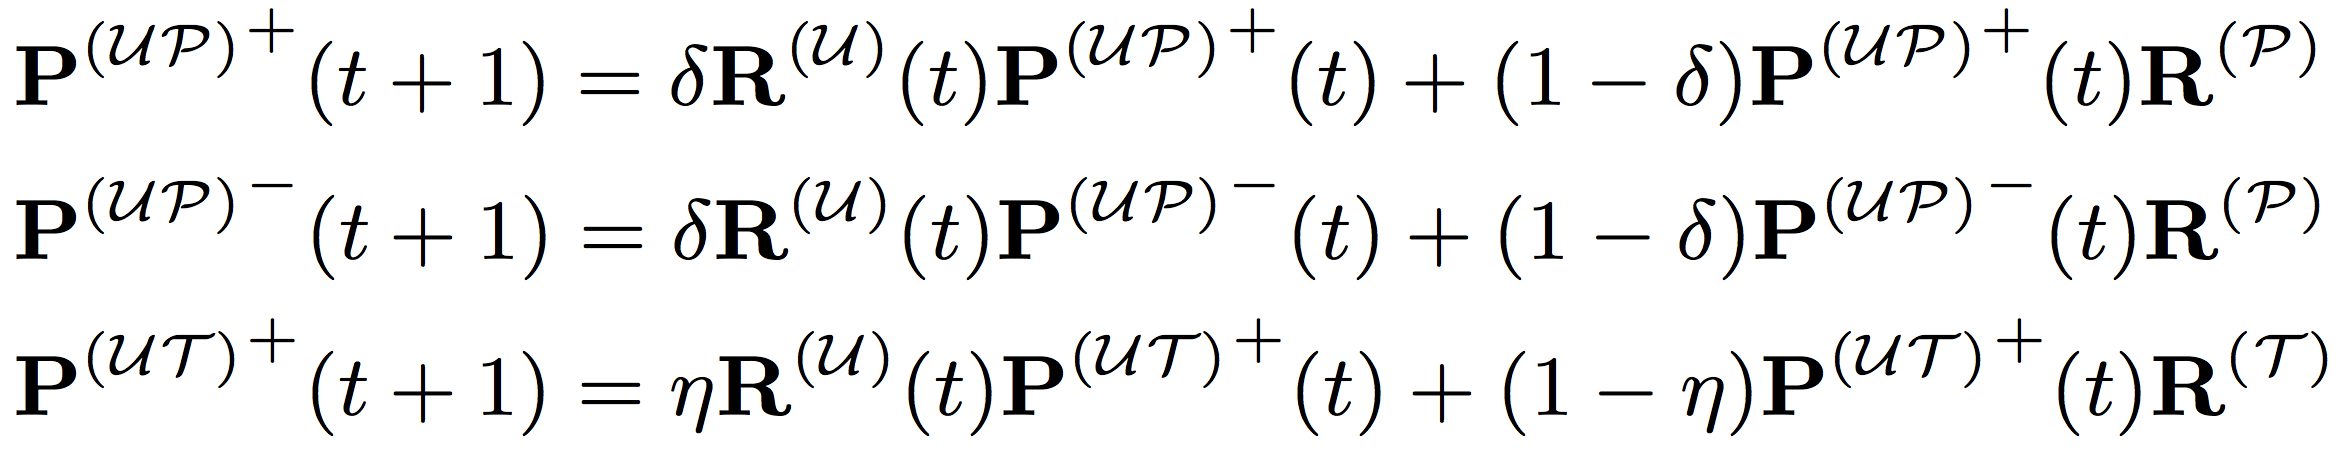 𝐏^{(𝒰𝒫)^+}(t + 1) = δ𝐑^{(𝒰)}(t)𝐏^{(𝒰𝒫)^+}(t) + (1 − δ)𝐏^{(𝒰𝒫)^+}(t)𝐑^{(𝒫)}
𝐏^{(𝒰𝒫)^−}(t + 1) = δ𝐑^{(𝒰)}(t)𝐏^{(𝒰𝒫)^−}(t) + (1 − δ)𝐏^{(𝒰𝒫)^−}(t)𝐑^{(𝒫)}
𝐏^{(𝒰𝒯)^+}(t + 1) = η𝐑^{(𝒰)}(t)𝐏^{(𝒰𝒯)^+}(t) + (1 − η)𝐏^{(𝒰𝒯)^+}(t)𝐑^{(𝒯)}